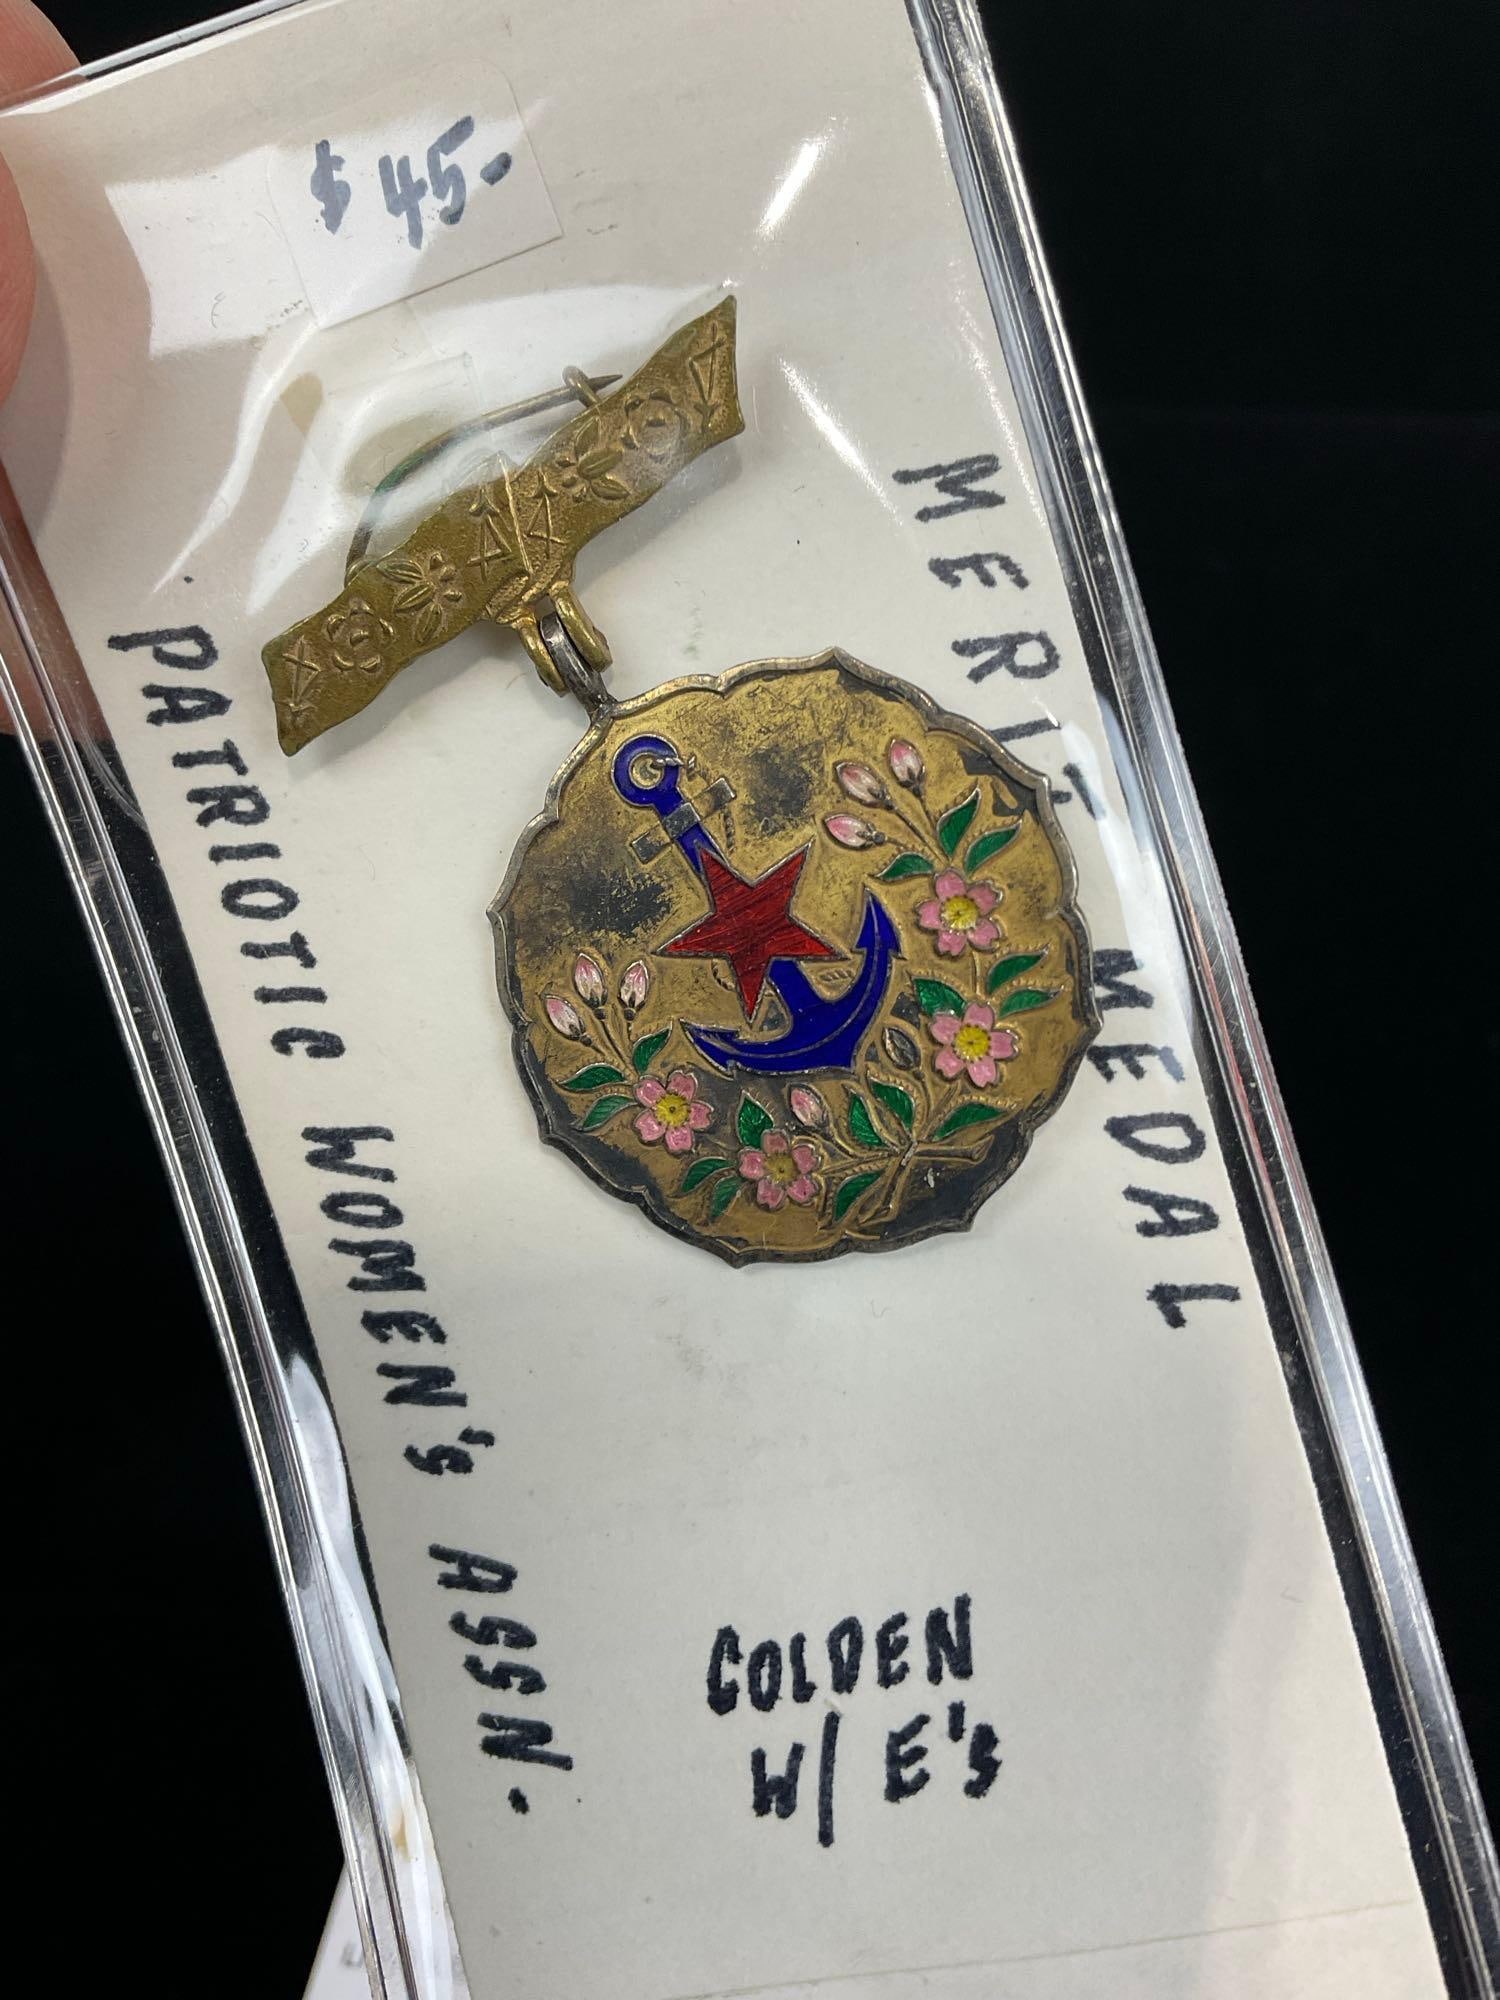 $45-
MERIT MEDAL
PATRIOTIC WOMEN'S ASSN.
GOLDEN
W/ E's